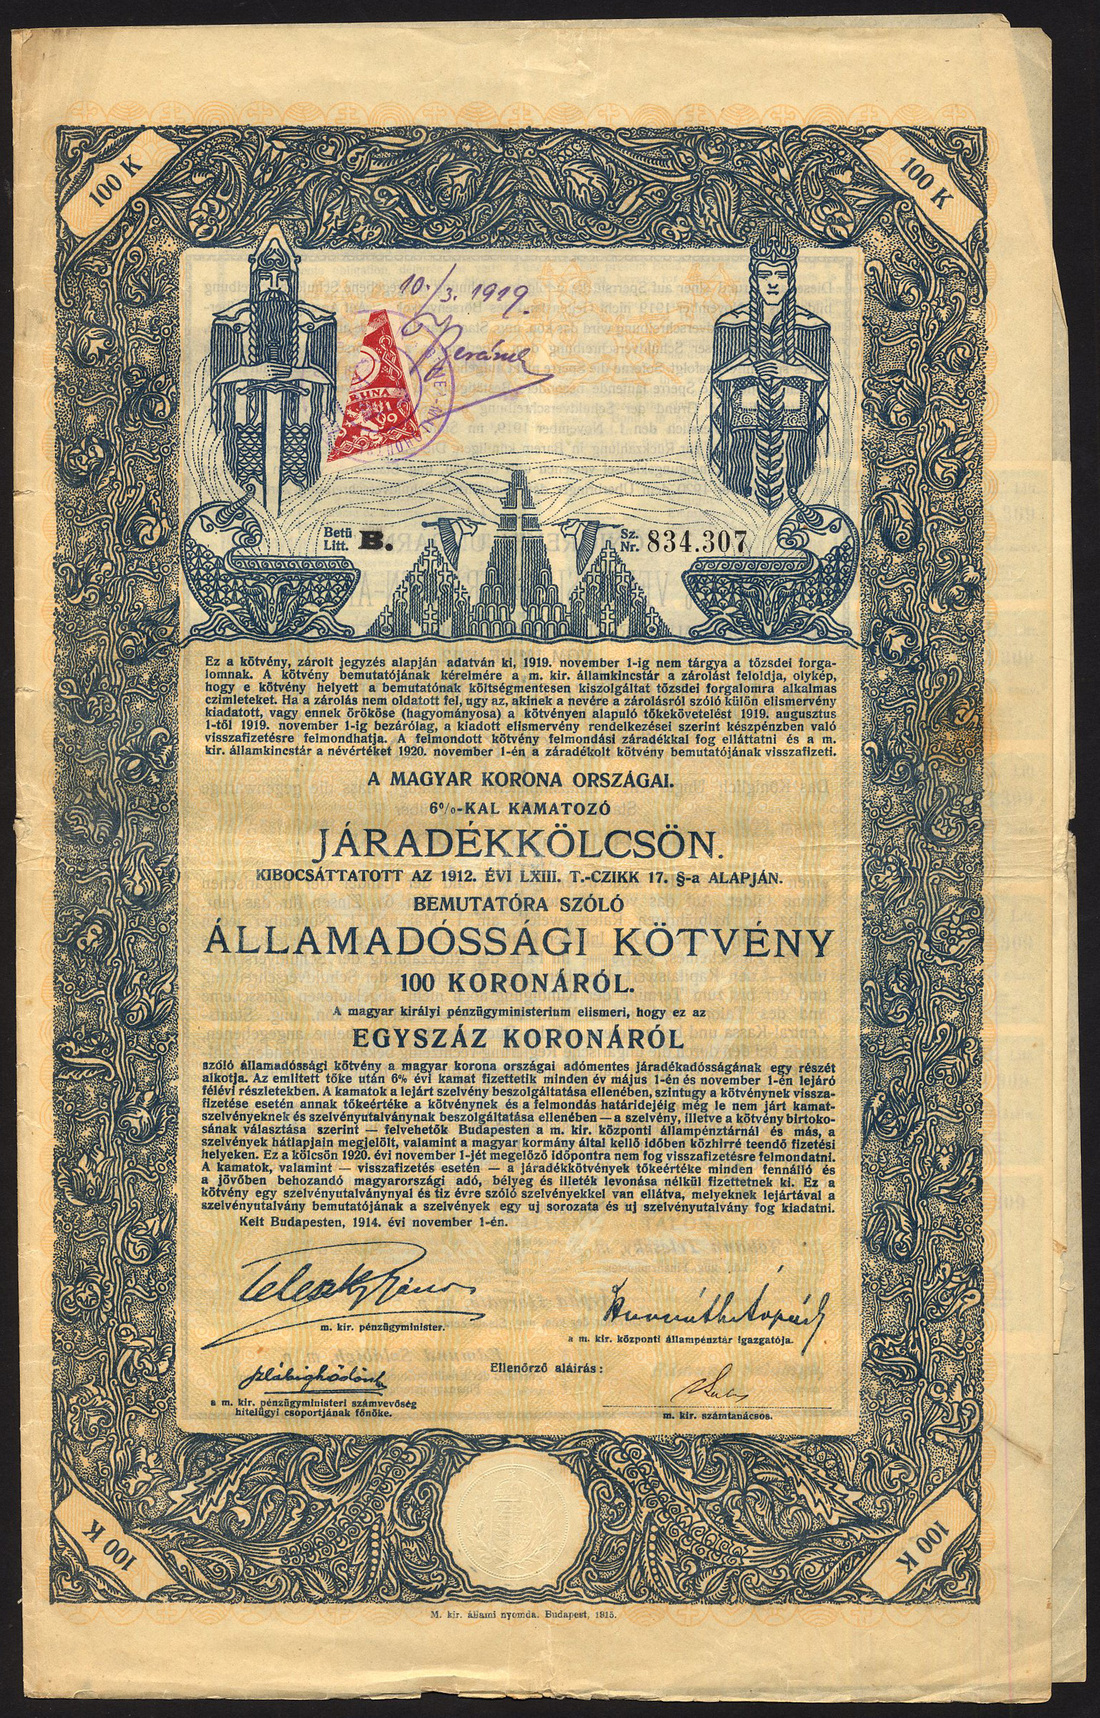 100 K
100 K
10./3. 1919.
Betü
Litt. B.
Sz.
Nr. 834.307
Ez a kötvény, zárolt jegyzés alapján adatván ki, 1919. november 1-ig nem tárgya a tőzsdei forga-
lomnak. A kötvény bemutatójának kérelmére a m. kir. államkincstár a zárolást feloldja, olykép,
hogy e kötvény helyett a bemutatónak költségmentesen kiszolgáltat tőzsdei forgalomra alkalmas
czímleteket. Ha a zárolás nem oldatott fel, ugy az, akinek a nevére a zárolásról szóló külön elismervény
kiadatott, vagy ennek örököse (hagyományosa) a kötvényen alapuló tőkekövetelést 1919. augusztus
1-től 1919. november 1-ig bezárólag, a kiadott elismervény rendelkezései szerint készpénzben való
visszafizetésre felmondhatja. A felmondott kötvény felmondási záradékkal fog elláttatni és a m.
kir. államkincstár a névértéket 1920. november 1-én a záradékolt kötvény bemutatójának visszafizeti.
A MAGYAR KORONA ORSZÁGAI.
6%-KAL KAMATOZÓ
JÁRADÉKKÖLCSÖN.
KIBOCSÁTTATOTT AZ 1912. ÉVI LXIII. T.-CZIKK 17. §-a ALAPJÁN.
BEMUTATÓRA SZÓLÓ
ÁLLAMADÓSSÁGI KÖTVÉNY
100 KORONÁRÓL.
A magyar királyi pénzügyministerium elismeri, hogy ez az
EGYSZÁZ KORONÁRÓL
szóló államadóssági kötvény a magyar korona országai adómentes járadékadósságának egy részét
alkotja. Az említett tőke után 6% évi kamat fizettetik minden év május 1-én és november 1-én lejáró
félévi részletekben. A kamatok a lejárt szelvény beszolgáltatása ellenében, szintugy a kötvénynek vissza-
fizetése esetén annak tőkeértéke a kötvénynek és a felmondás határidejéig még le nem járt kamat-
szelvényeknek és szelvényutalványnak beszolgáltatása ellenében — a szelvény, illetve a kötvény birtoko-
sának választása szerint — felvehetők Budapesten a m. kir. központi állampénztárnál és más, a
szelvények hátlapjain megjelölt, valamint a magyar kormány által kellő időben közhirré teendő fizetési
helyeken. Ez a kölcsön 1920. évi november 1-jét megelőző időpontra nem fog visszafizetésre felmondatni.
A kamatok, valamint — visszafizetés esetén — a járadékkötvények tőkeértéke minden fennálló és
a jövőben behozandó magyarországi adó, bélyeg és illeték levonása nélkül fizettetnek ki. Ez a
kötvény egy szelvényutalványnyal és tiz évre szóló szelvényekkel van ellátva, melyeknek lejártával a
szelvényutalvány bemutatójának a szelvények egy uj sorozata és uj szelvényutalvány fog kiadatni.
Kelt Budapesten, 1914. évi november 1-én.
Teleszky János
m. kir. pénzügyminister.
Horváth Árpád
a m. kir. központi állampénztár igazgatója.
Ellenőrző aláirás:
a m. kir. pénzügyministeri számvevőség
hitelügyi csoportjának főnöke.
m. kir. számtanácsos.
100 K
100 K
M. kir. állami nyomda. Budapest, 1915.